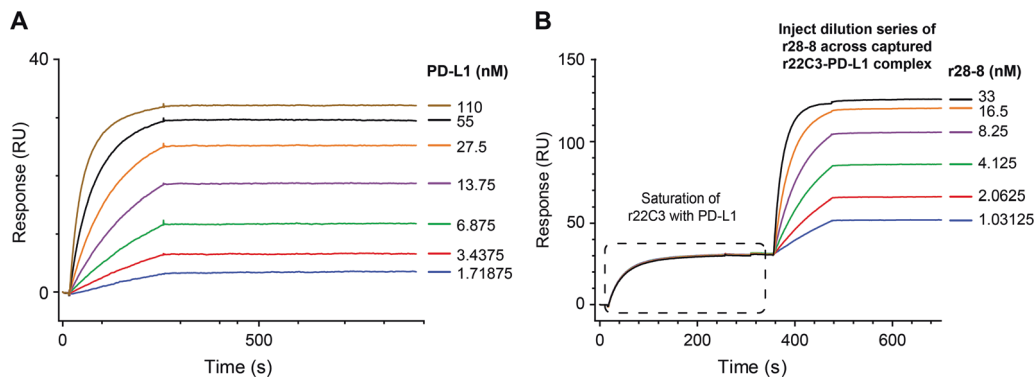 A
40
0
Response (RU)
0
500
Time (s)
PD-L1 (nM)
110
55
27.5
13.75
6.875
3.4375
1.71875
B
Inject dilution series of
r28-8 across captured
r22C3-PD-L1 complex
150
100
50
0
Response (RU)
Saturation of
r22C3 with PD-L1
0
200
400
600
Time (s)
r28-8 (nM)
33
16.5
8.25
4.125
2.0625
1.03125